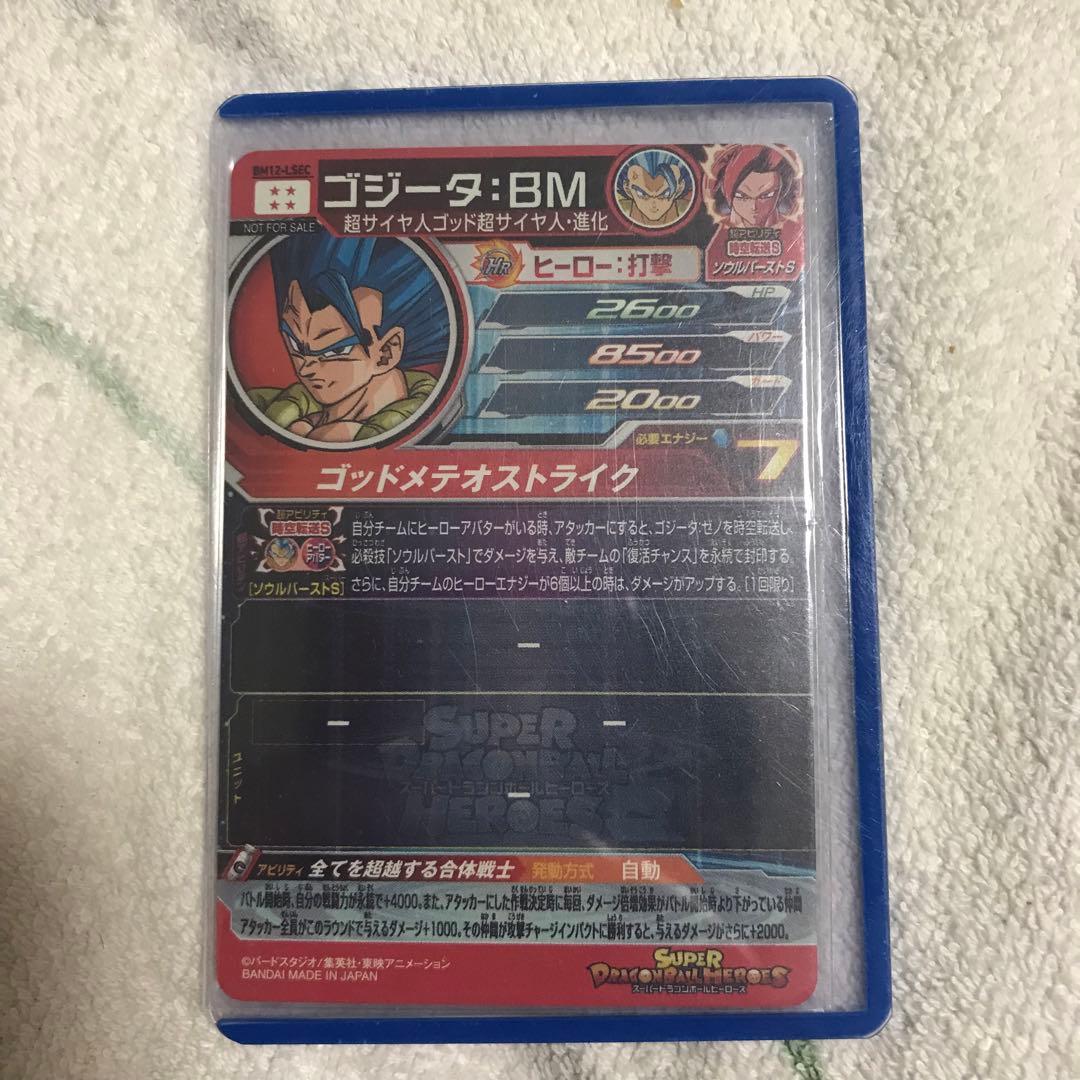 BM12-LSEC
ゴジータ:BM
超サイヤ人ゴッド超サイヤ人・進化
NOT FOR SALE
超アビリティ
時空転送S
ソウルバーストS
HR
ヒーロー:打撃
HP
2600
パワー
8500
ガード
2000
必要エナジー
7
ゴッドメテオストライク
超アビリティ
時空転送S
ヒーローアバター
[ソウルバーストS]
自分チームにヒーローアバターがいる時、アタッカーにすると、ゴジータ:ゼノを時空転送し、
必殺技「ソウルバースト」でダメージを与え、敵チームの「復活チャンス」を永続で封印する。
さらに、自分チームのヒーローエナジーが6個以上の時は、ダメージがアップする。[1回限り]
ー
ー
ー
ユニット
ー
SUPER
DRAGONBALL
スーパードラゴンボールヒーローズ
HEROES
アビリティ
全てを超越する合体戦士
発動方式
自動
バトル開始時、自分の戦闘力が永続で+4000。また、アタッカーにした作戦決定時に毎回、ダメージ倍増効果がバトル開始時より下がっている仲間
アタッカー全員がこのラウンドで与えるダメージ+1000。その仲間が攻撃チャージインパクトに勝利すると、与えるダメージがさらに+2000。
©バードスタジオ/集英社・東映アニメーション
BANDAI MADE IN JAPAN
SUPER
DRAGONBALL HEROES
スーパードラゴンボールヒーローズ